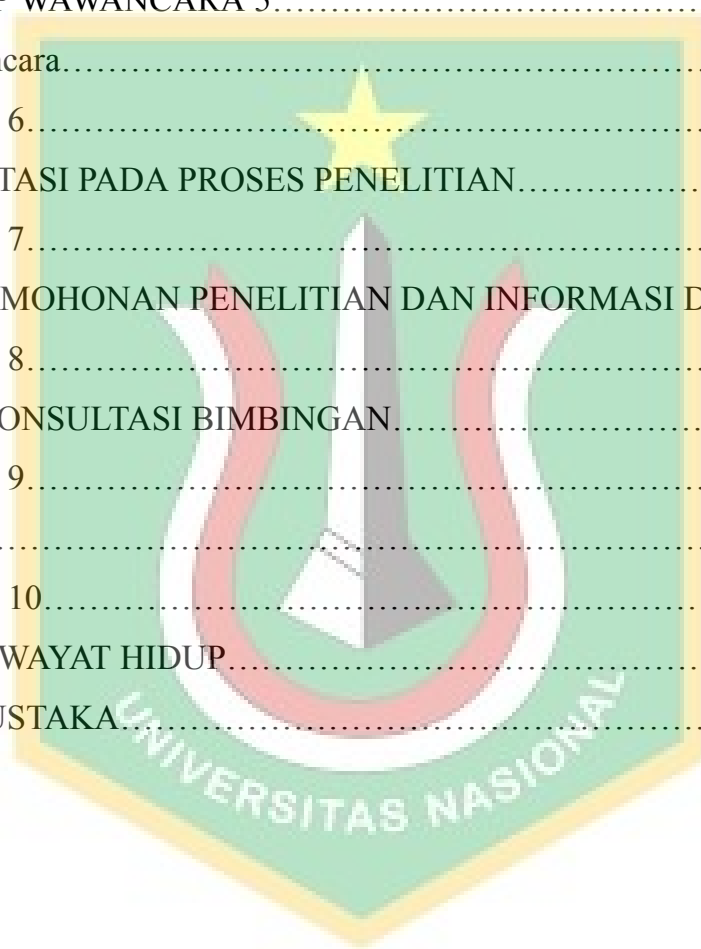 WAWANCARA 5................................
ncara................................
6................................
TASI PADA PROSES PENELITIAN................
7................................
MOHONAN PENELITIAN DAN INFORMASI D
8................................
ONSULTASI BIMBINGAN........................
9................................
................................
10................................
WAYAT HIDUP................................
USTAKA................................
UNIVERSITAS NASIONAL